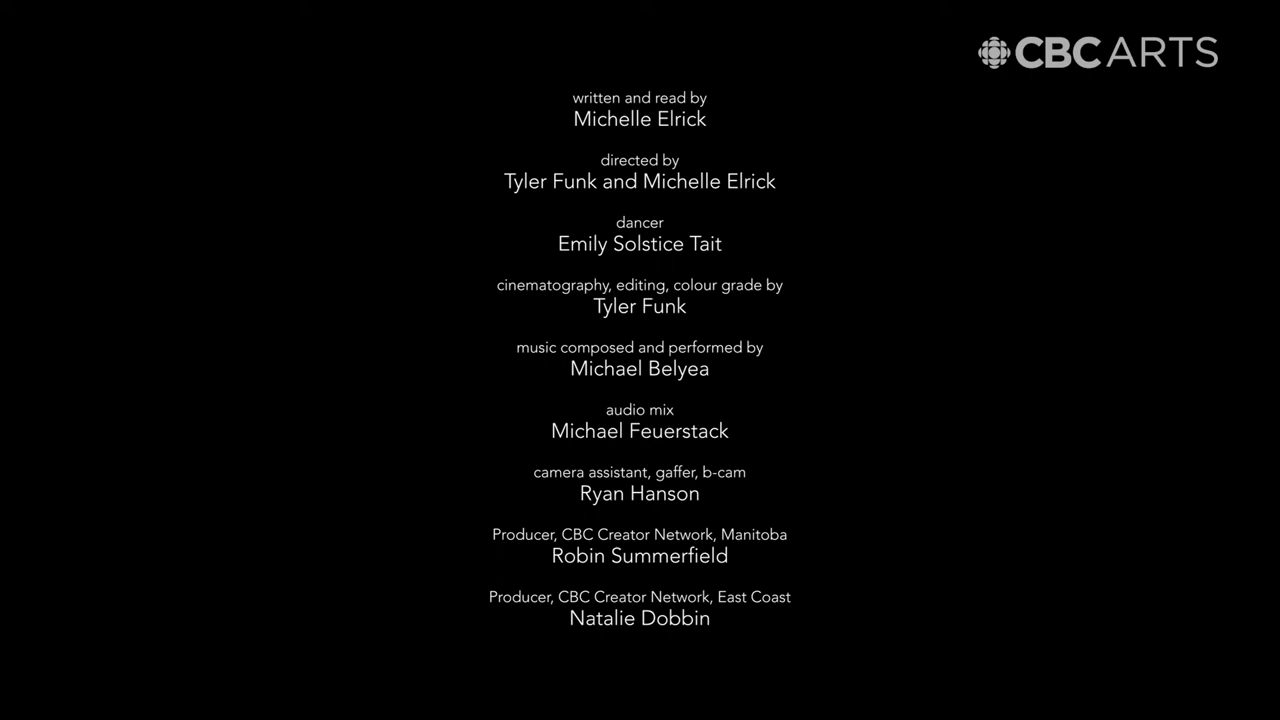 CBC ARTS
written and read by
Michelle Elrick
directed by
Tyler Funk and Michelle Elrick
dancer
Emily Solstice Tait
cinematography, editing, colour grade by
Tyler Funk
music composed and performed by
Michael Belyea
audio mix
Michael Feuerstack
camera assistant, gaffer, b-cam
Ryan Hanson
Producer, CBC Creator Network, Manitoba
Robin Summerfield
Producer, CBC Creator Network, East Coast
Natalie Dobbin